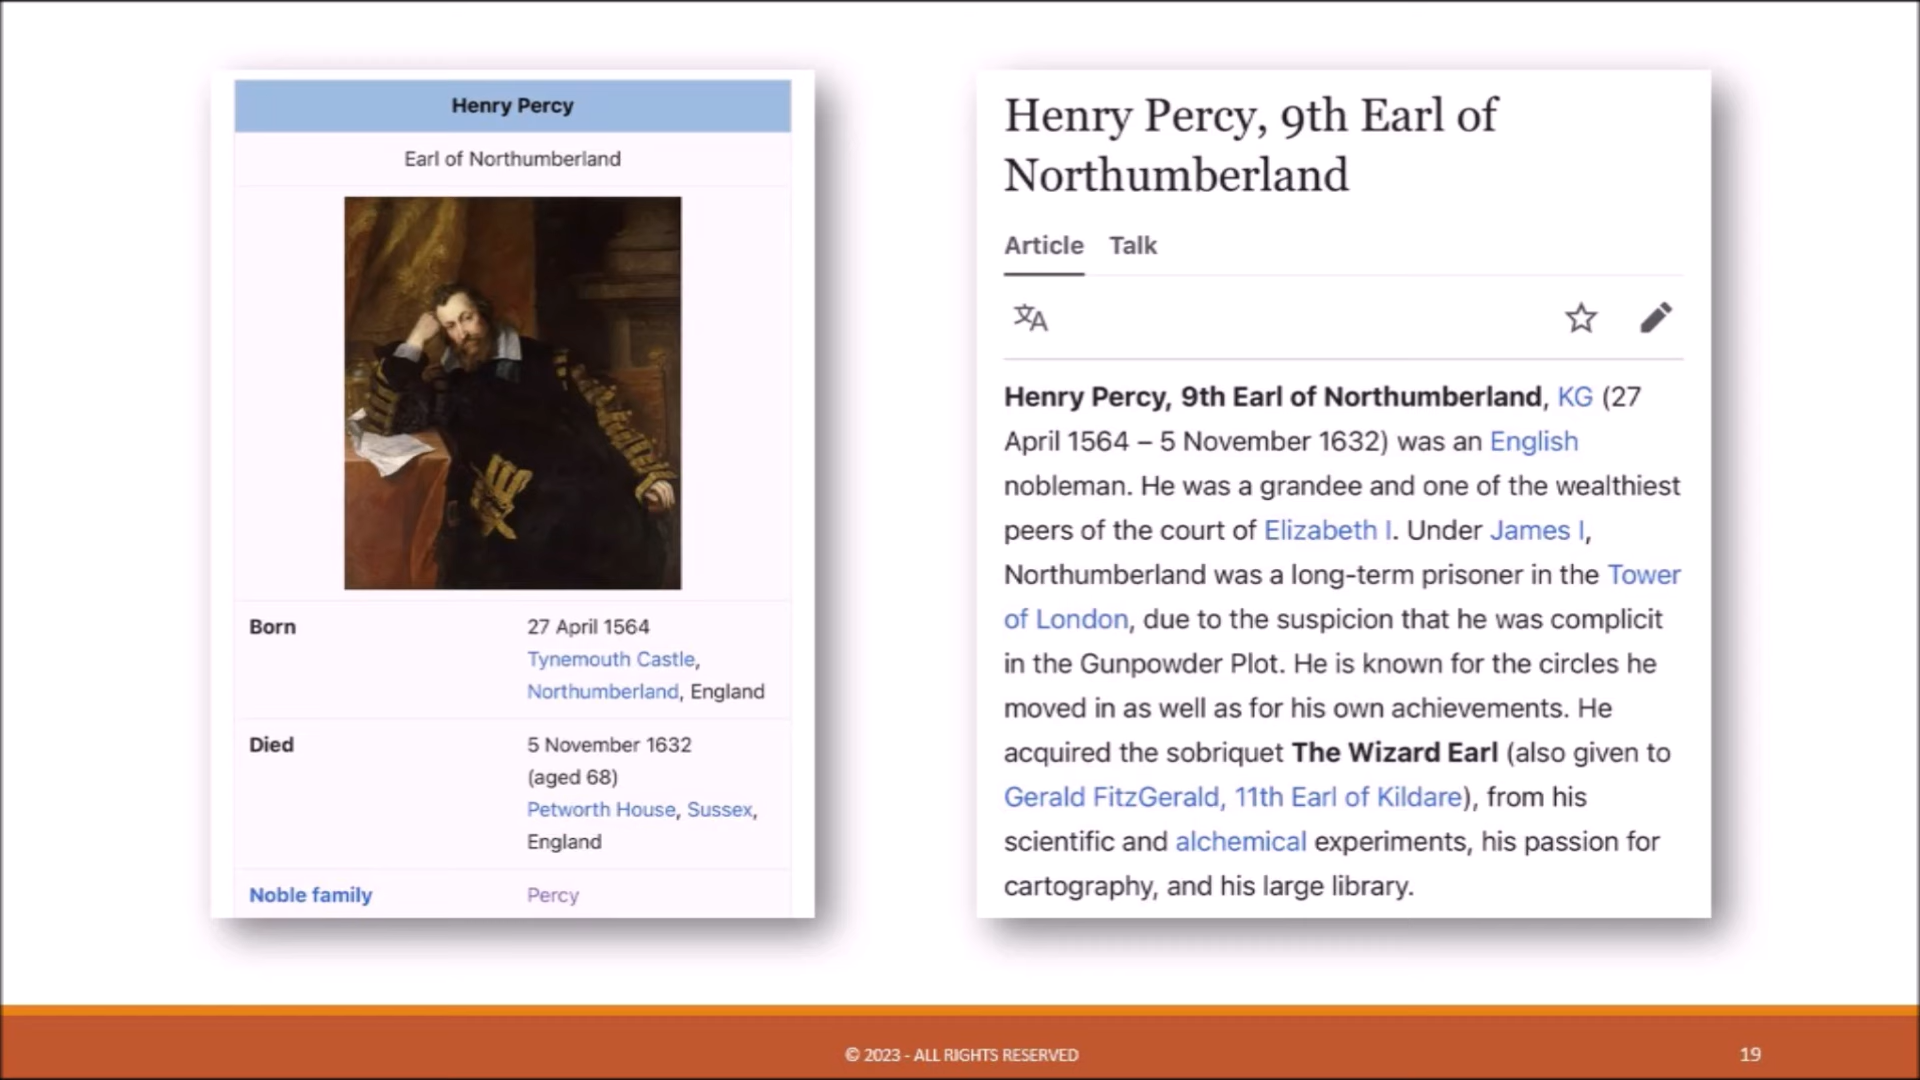 Henry Percy
Earl of Northumberland
Born
27 April 1564
Tynemouth Castle,
Northumberland, England
Died
5 November 1632
(aged 68)
Petworth House, Sussex,
England
Noble family
Percy
Henry Percy, 9th Earl of
Northumberland
Article Talk
文A
Henry Percy, 9th Earl of Northumberland, KG (27
April 1564 – 5 November 1632) was an English
nobleman. He was a grandee and one of the wealthiest
peers of the court of Elizabeth I. Under James I,
Northumberland was a long-term prisoner in the Tower
of London, due to the suspicion that he was complicit
in the Gunpowder Plot. He is known for the circles he
moved in as well as for his own achievements. He
acquired the sobriquet The Wizard Earl (also given to
Gerald FitzGerald, 11th Earl of Kildare), from his
scientific and alchemical experiments, his passion for
cartography, and his large library.
© 2023 - ALL RIGHTS RESERVED
19